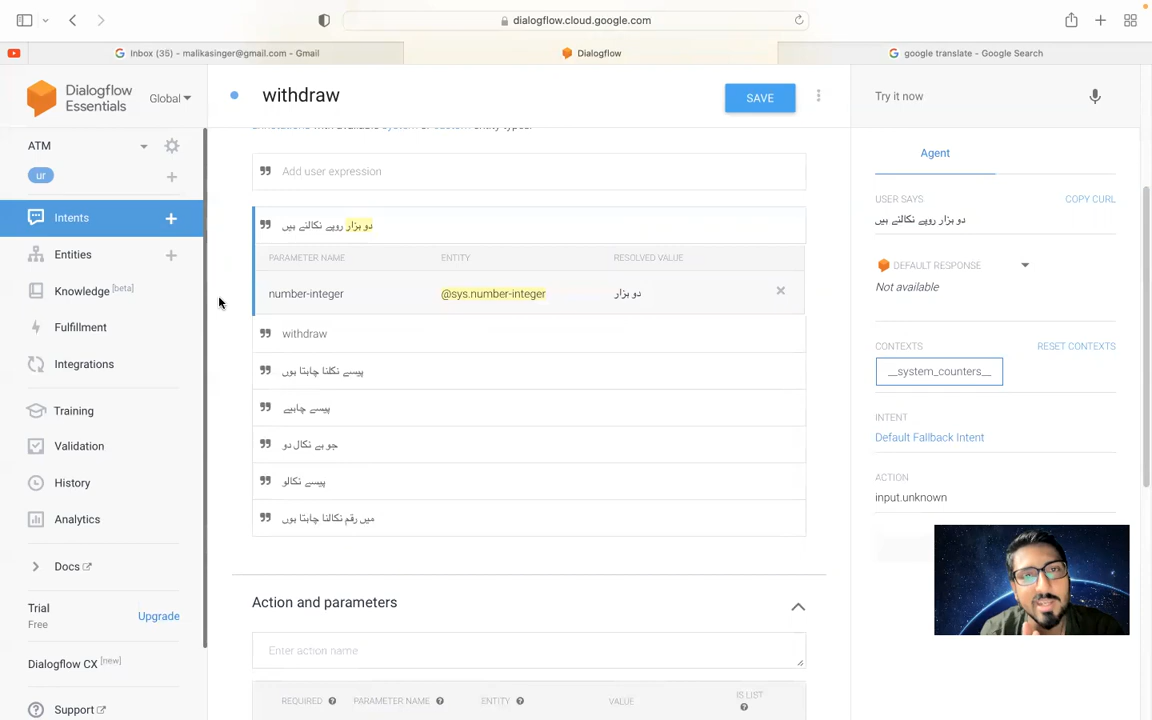 dialogflow.cloud.google.com
Inbox (35) - malikasinger@gmail.com - Gmail
Dialogflow
google translate - Google Search
Dialogflow
Essentials
Global
withdraw
SAVE
Try it now
ATM
ur
Intents
Entities
Knowledge [beta]
Fulfillment
Integrations
Training
Validation
History
Analytics
Docs
Trial
Free
Upgrade
Dialogflow CX [new]
Support
Add user expression
دو ہزار روپے نکالنے ہیں
PARAMETER NAME
ENTITY
RESOLVED VALUE
number-integer
@sys.number-integer
دو ہزار
withdraw
پیسے نکلنا چاہتا ہوں
پیسے چاہیے
جو ہے نکال دو
پیسے نکالو
میں رقم نکالنا چاہتا ہوں
Action and parameters
Enter action name
REQUIRED
PARAMETER NAME
ENTITY
VALUE
IS LIST
Agent
USER SAYS
COPY CURL
دو ہزار روپے نکالنے ہیں
DEFAULT RESPONSE
Not available
CONTEXTS
RESET CONTEXTS
__system_counters__
INTENT
Default Fallback Intent
ACTION
input.unknown